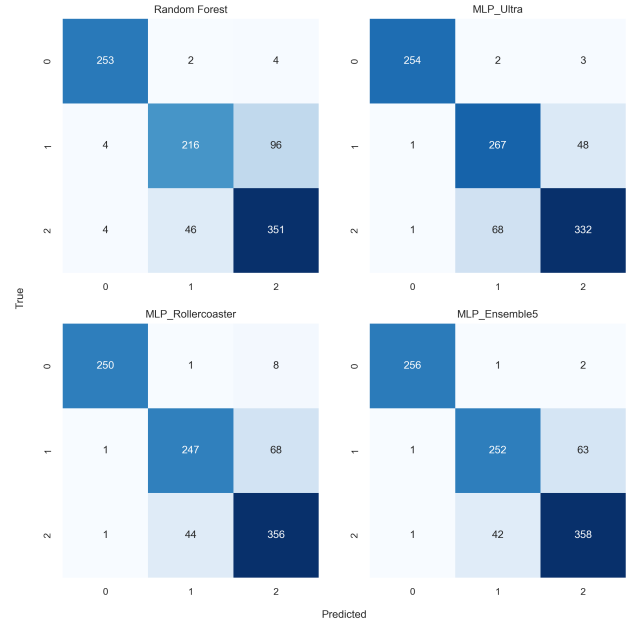 Random Forest
MLP_Ultra
0 253 2 4
0 254 2 3
1 4 216 96
1 1 267 48
2 4 46 351
2 1 68 332
0 1 2
0 1 2
True
MLP_Rollercoaster
MLP_Ensemble5
0 250 1 8
0 256 1 2
1 1 247 68
1 1 252 63
2 1 44 356
2 1 42 358
0 1 2
0 1 2
Predicted